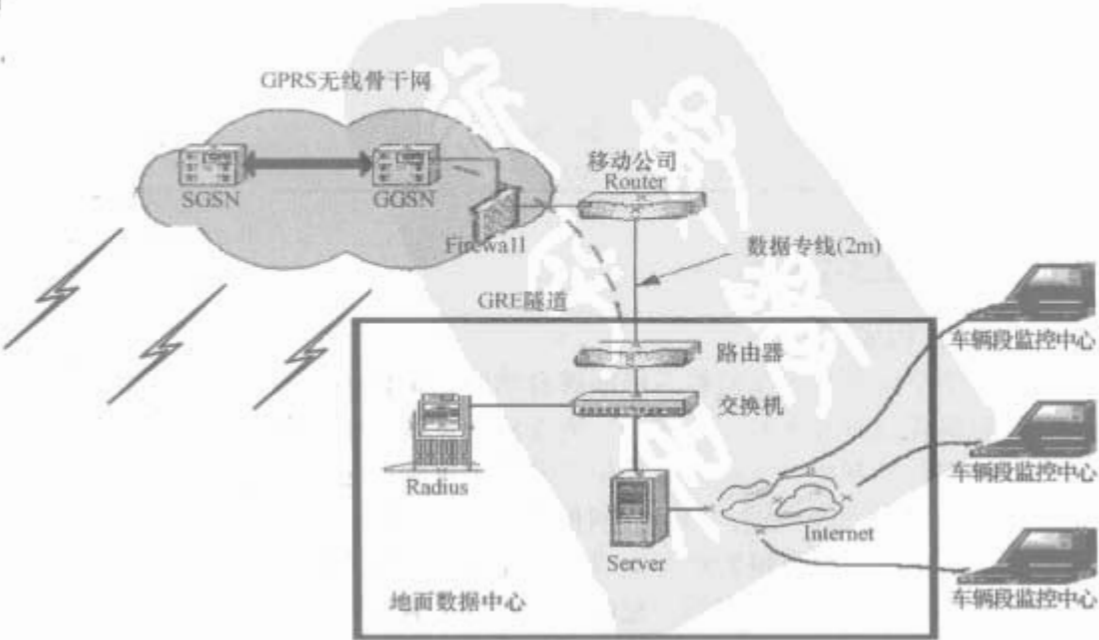 GPRS无线骨干网
移动公司
Router
SGSN
GGSN
Firewall
数据专线(2m)
GRE隧道
车辆段监控中心
路由器
交换机
车辆段监控中心
Radius
Internet
Server
车辆段监控中心
地面数据中心